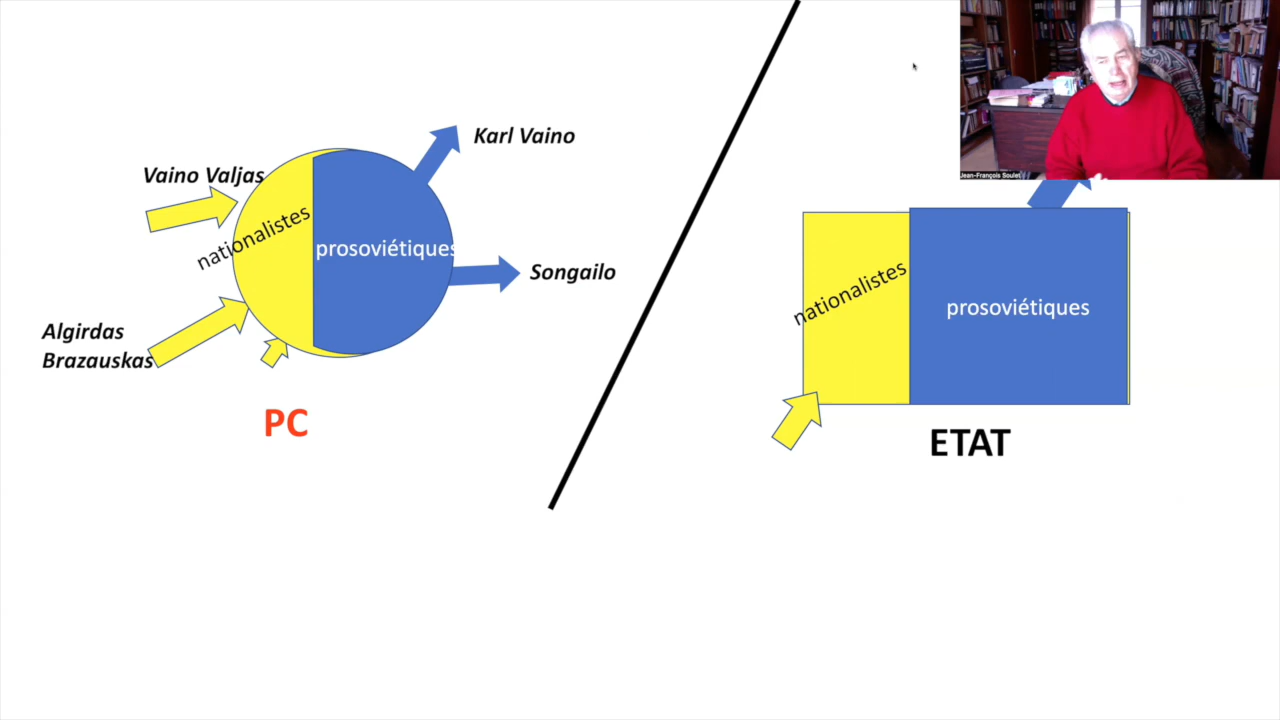 Jean-François Soulet
Karl Vaino
Vaino Valjas
nationalistes
prosoviétiques
Songailo
Algirdas
Brazauskas
PC
nationalistes
prosoviétiques
ETAT